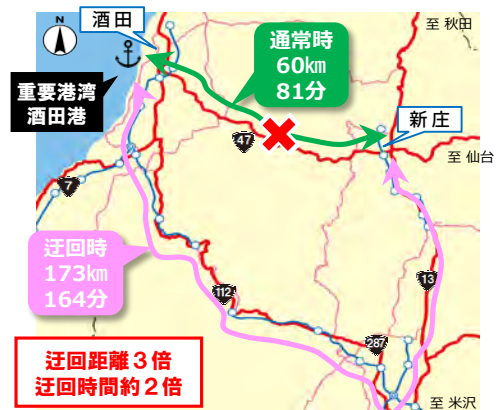 酒田
至 秋田
N
通常時
60km
81分
重要港湾
酒田港
新庄
47
至 仙台
7
迂回時
173km
164分
13
112
287
迂回距離３倍
迂回時間約２倍
至 米沢